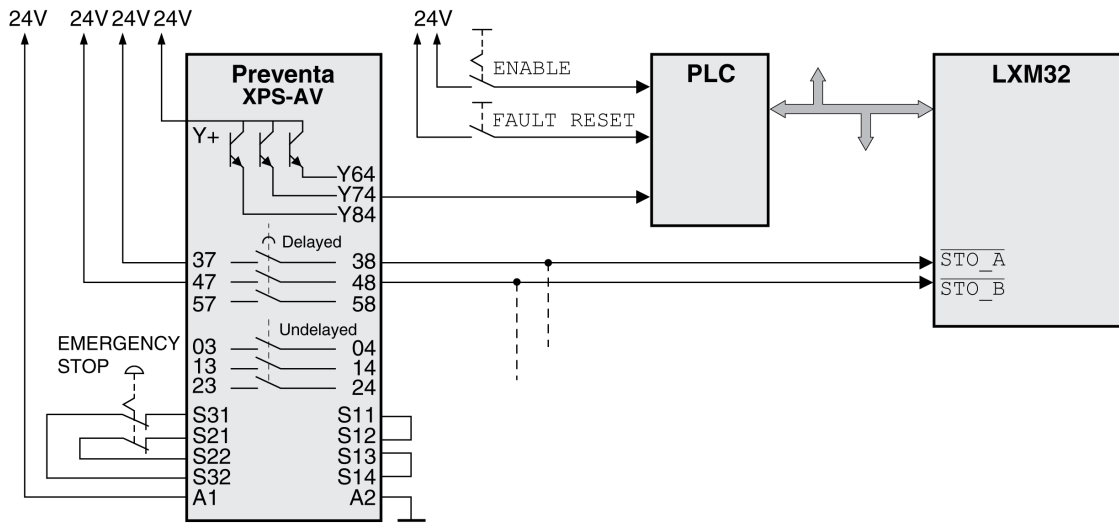 24V 24V 24V 24V 24V
Preventa
XPS-AV
Y+
Y64
Y74
Y84
Delayed
37 38
47 48
57 58
Undelayed
03 04
13 14
23 24
EMERGENCY
STOP
S31 S11
S21 S12
S22 S13
S32 S14
A1 A2
ENABLE
FAULT RESET
PLC
LXM32
STO_A
STO_B